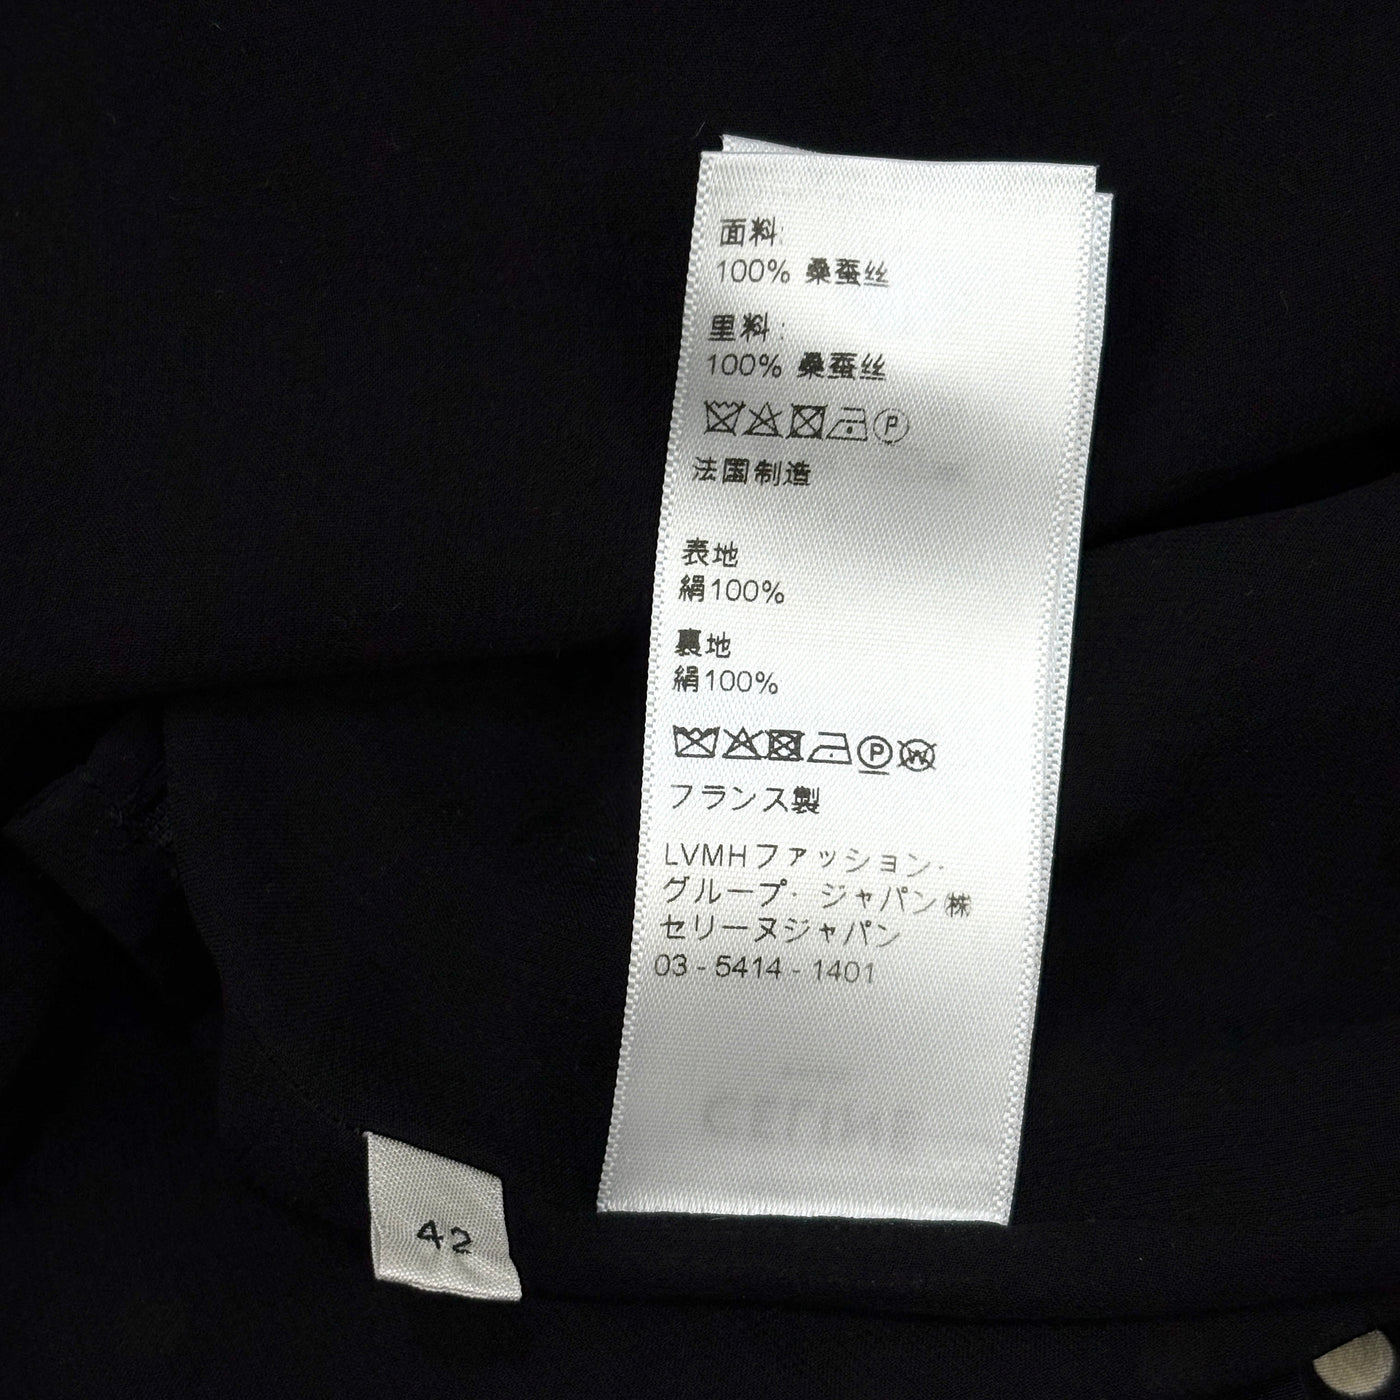 面料:
100% 桑蚕丝
里料:
100% 桑蚕丝
P
法国制造
表地
絹100%
裏地
絹100%
P W
フランス製
LVMHファッション・
グループ・ジャパン㈱
セリーヌジャパン
03 - 5414 - 1401
42